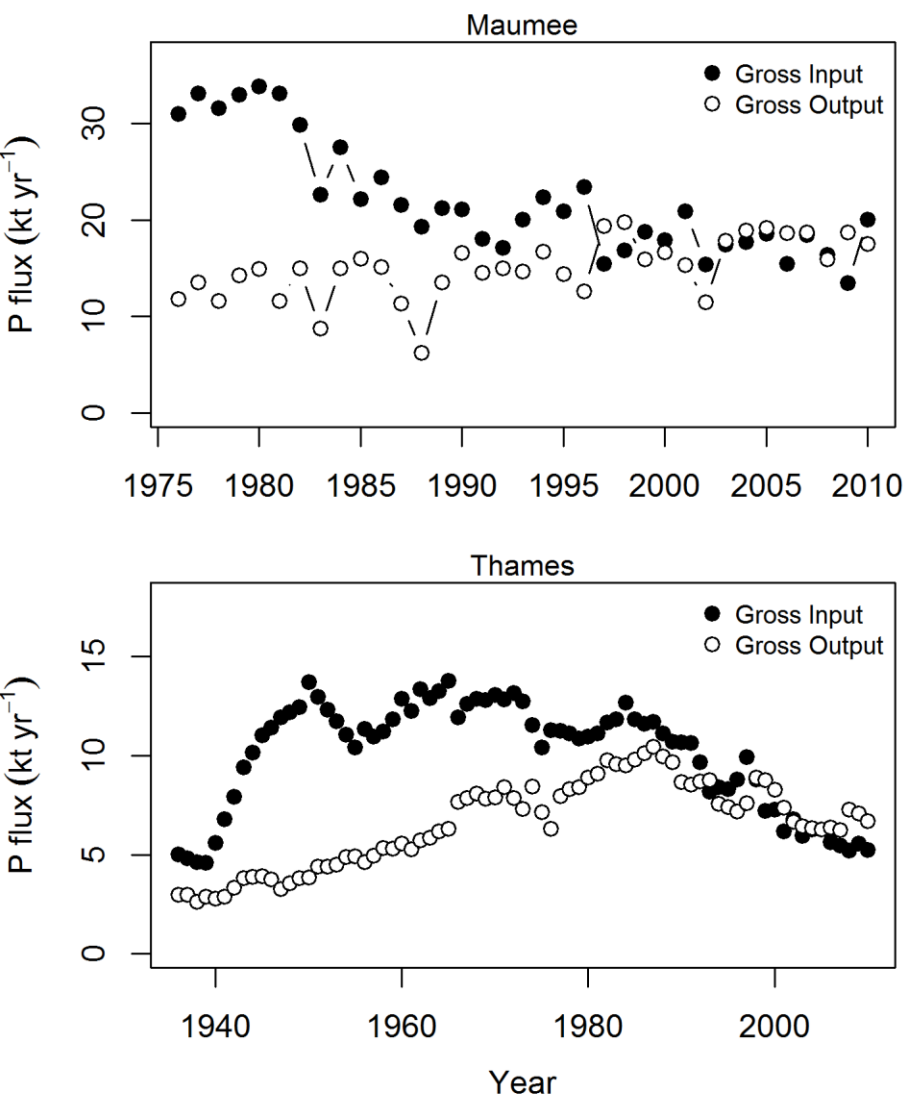 Maumee
Gross Input
Gross Output
P flux (kt yr⁻¹)
30
20
10
0
1975 1980 1985 1990 1995 2000 2005 2010
Thames
Gross Input
Gross Output
P flux (kt yr⁻¹)
15
10
5
0
1940 1960 1980 2000
Year